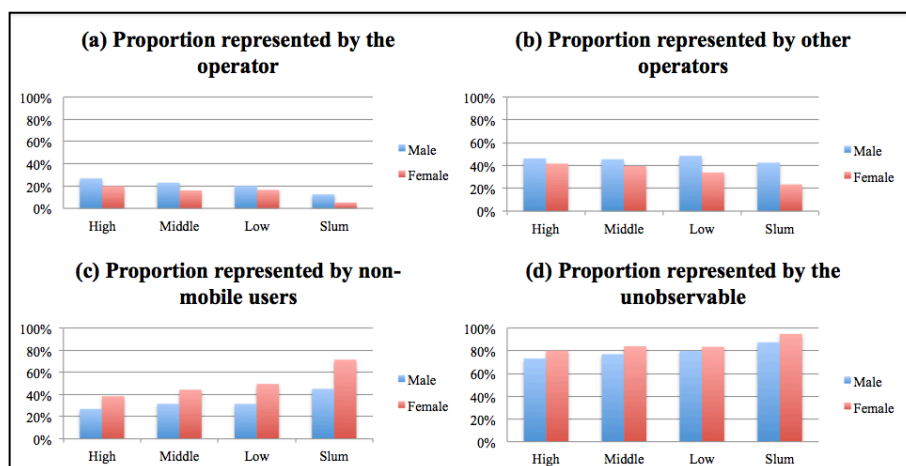 (a) Proportion represented by the
operator
100%
80%
60%
40%
20%
0%
High Middle Low Slum
Male
Female
(b) Proportion represented by other
operators
100%
80%
60%
40%
20%
0%
High Middle Low Slum
Male
Female
(c) Proportion represented by non-
mobile users
100%
80%
60%
40%
20%
0%
High Middle Low Slum
Male
Female
(d) Proportion represented by the
unobservable
100%
80%
60%
40%
20%
0%
High Middle Low Slum
Male
Female